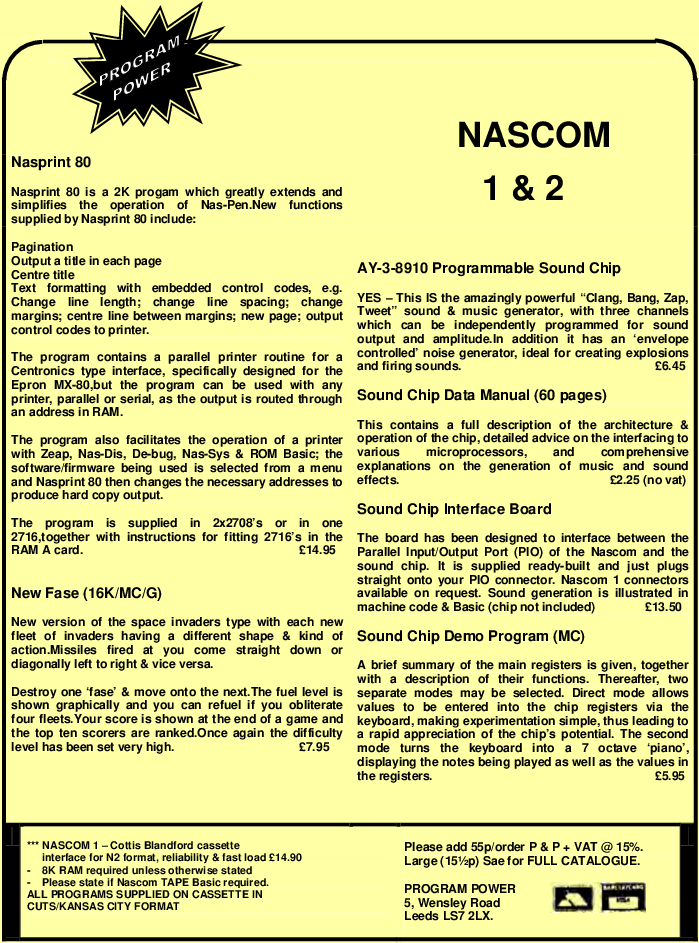 PROGRAM
POWER
NASCOM
1 & 2
Nasprint 80
Nasprint 80 is a 2K progam which greatly extends and
simplifies the operation of Nas-Pen.New functions
supplied by Nasprint 80 include:
Pagination
Output a title in each page
Centre title
Text formatting with embedded control codes, e.g.
Change line length; change line spacing; change
margins; centre line between margins; new page; output
control codes to printer.
The program contains a parallel printer routine for a
Centronics type interface, specifically designed for the
Epron MX-80,but the program can be used with any
printer, parallel or serial, as the output is routed through
an address in RAM.
The program also facilitates the operation of a printer
with Zeap, Nas-Dis, De-bug, Nas-Sys & ROM Basic; the
software/firmware being used is selected from a menu
and Nasprint 80 then changes the necessary addresses to
produce hard copy output.
The program is supplied in 2x2708's or in one
2716,together with instructions for fitting 2716's in the
RAM A card. £14.95
New Fase (16K/MC/G)
New version of the space invaders type with each new
fleet of invaders having a different shape & kind of
action.Missiles fired at you come straight down or
diagonally left to right & vice versa.
Destroy one 'fase' & move onto the next.The fuel level is
shown graphically and you can refuel if you obliterate
four fleets.Your score is shown at the end of a game and
the top ten scorers are ranked.Once again the difficulty
level has been set very high. £7.95
AY-3-8910 Programmable Sound Chip
YES – This IS the amazingly powerful “Clang, Bang, Zap,
Tweet” sound & music generator, with three channels
which can be independently programmed for sound
output and amplitude.In addition it has an ‘envelope
controlled’ noise generator, ideal for creating explosions
and firing sounds. £6.45
Sound Chip Data Manual (60 pages)
This contains a full description of the architecture &
operation of the chip, detailed advice on the interfacing to
various microprocessors, and comprehensive
explanations on the generation of music and sound
effects. £2.25 (no vat)
Sound Chip Interface Board
The board has been designed to interface between the
Parallel Input/Output Port (PIO) of the Nascom and the
sound chip. It is supplied ready-built and just plugs
straight onto your PIO connector. Nascom 1 connectors
available on request. Sound generation is illustrated in
machine code & Basic (chip not included) £13.50
Sound Chip Demo Program (MC)
A brief summary of the main registers is given, together
with a description of their functions. Thereafter, two
separate modes may be selected. Direct mode allows
values to be entered into the chip registers via the
keyboard, making experimentation simple, thus leading to
a rapid appreciation of the chip's potential. The second
mode turns the keyboard into a 7 octave ‘piano’,
displaying the notes being played as well as the values in
the registers. £5.95
*** NASCOM 1 – Cottis Blandford cassette
interface for N2 format, reliability & fast load £14.90
- 8K RAM required unless otherwise stated
- Please state if Nascom TAPE Basic required.
ALL PROGRAMS SUPPLIED ON CASSETTE IN
CUTS/KANSAS CITY FORMAT
Please add 55p/order P & P + VAT @ 15%.
Large (15½p) Sae for FULL CATALOGUE.
PROGRAM POWER
5, Wensley Road
Leeds LS7 2LX.
BARCLAYCARD
VISA